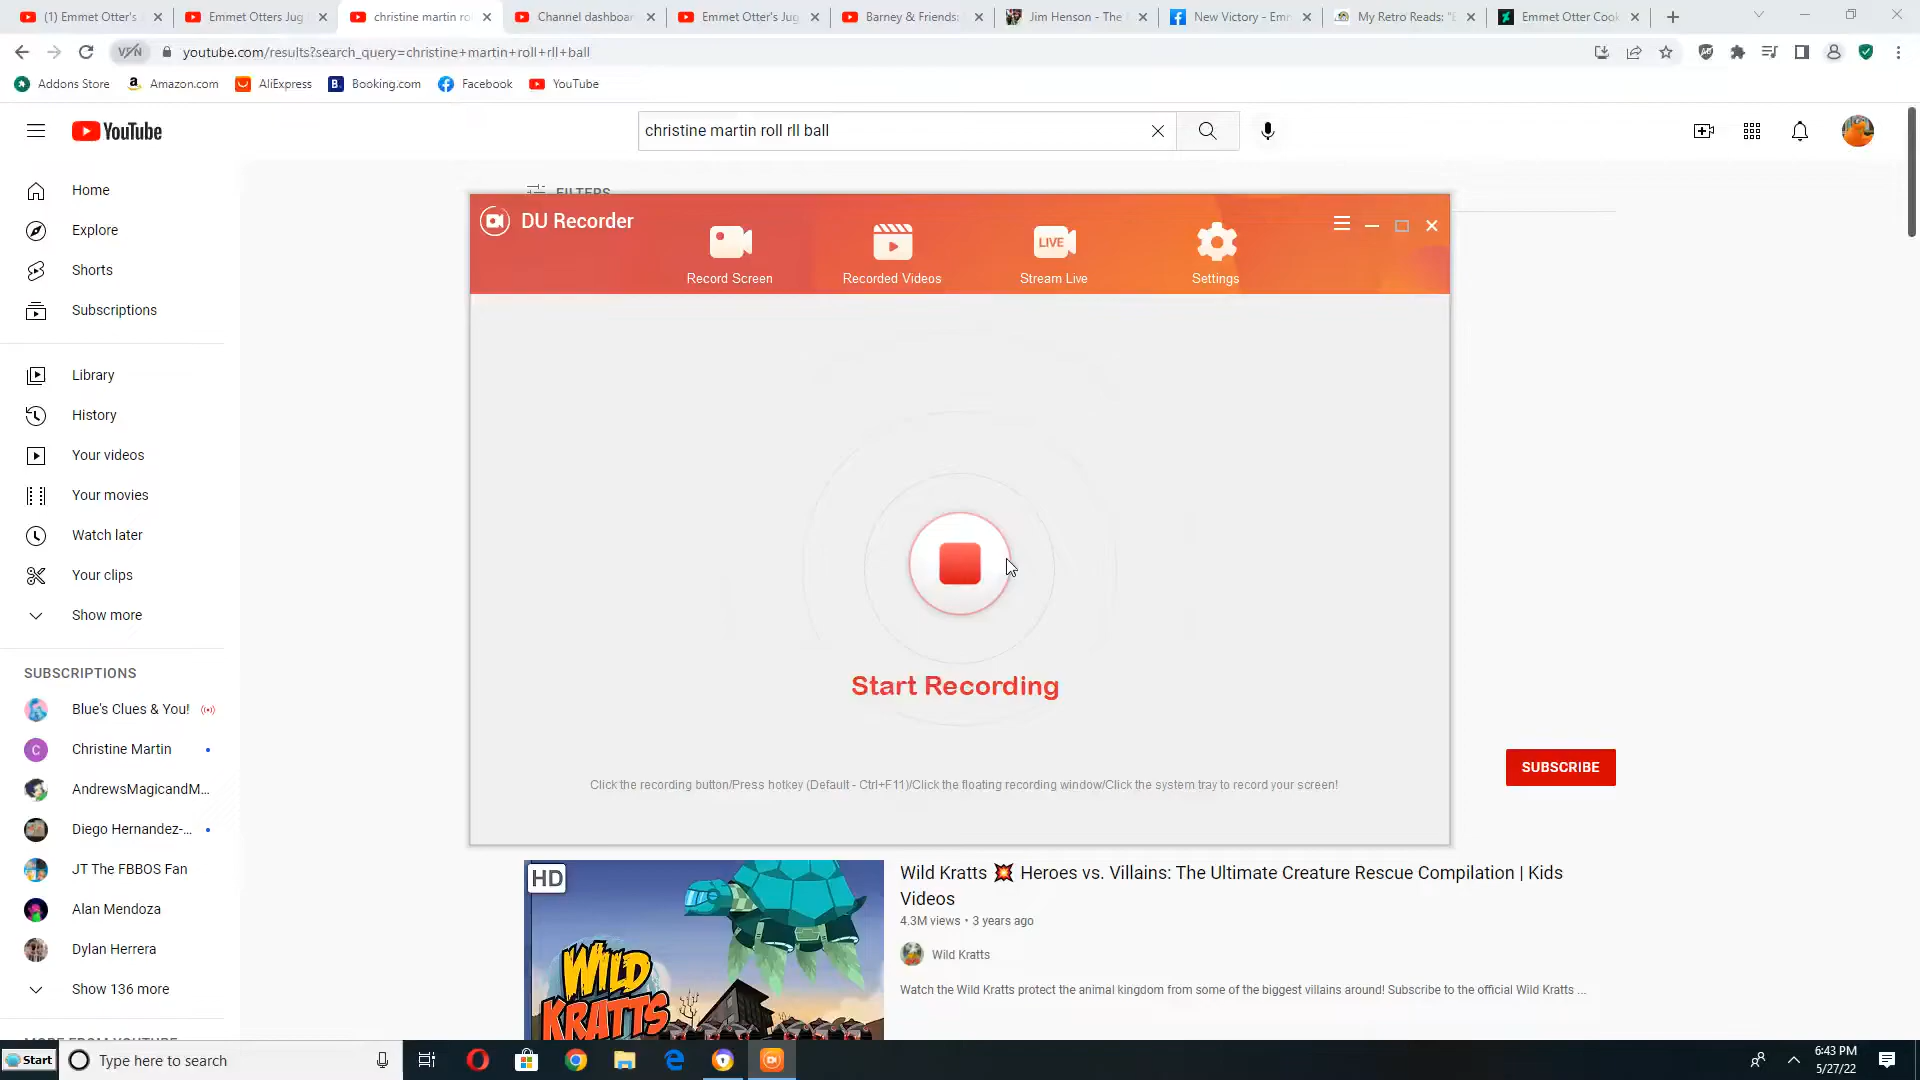 (1) Emmet Otter's
Emmet Otters Jug
christine martin ro
Channel dashboar
Emmet Otter's Jug
Barney & Friends:
Jim Henson - The
New Victory - Emm
My Retro Reads: "E
Emmet Otter Cook
VPN
youtube.com/results?search_query=christine+martin+roll+rll+ball
Addons Store
Amazon.com
AliExpress
Booking.com
Facebook
YouTube
YouTube
christine martin roll rll ball
Home
Explore
Shorts
Subscriptions
Library
History
Your videos
Your movies
Watch later
Your clips
Show more
SUBSCRIPTIONS
Blue's Clues & You!
C
Christine Martin
AndrewsMagicandM...
Diego Hernandez-...
JT The FBBOS Fan
Alan Mendoza
Dylan Herrera
Show 136 more
MORE FROM YOUTUBE
FILTERS
DU Recorder
Record Screen
Recorded Videos
LIVE
Stream Live
Settings
Start Recording
Click the recording button/Press hotkey (Default - Ctrl+F11)/Click the floating recording window/Click the system tray to record your screen!
SUBSCRIBE
HD
WILD
KRATTS
Wild Kratts 💥 Heroes vs. Villains: The Ultimate Creature Rescue Compilation | Kids
Videos
4.3M views • 3 years ago
Wild Kratts
Watch the Wild Kratts protect the animal kingdom from some of the biggest villains around! Subscribe to the official Wild Kratts ...
Start
Type here to search
6:43 PM
5/27/22